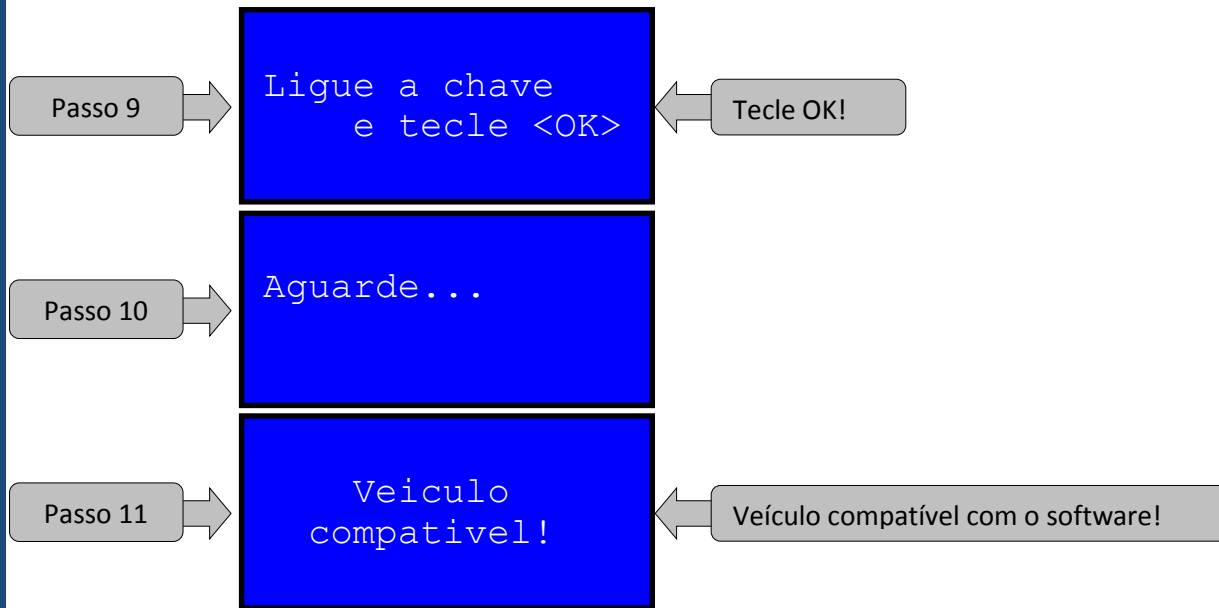 Passo 9
Ligue a chave
e tecle <OK>
Tecle OK!
Passo 10
Aguarde...
Passo 11
Veiculo
compativel!
Veículo compatível com o software!